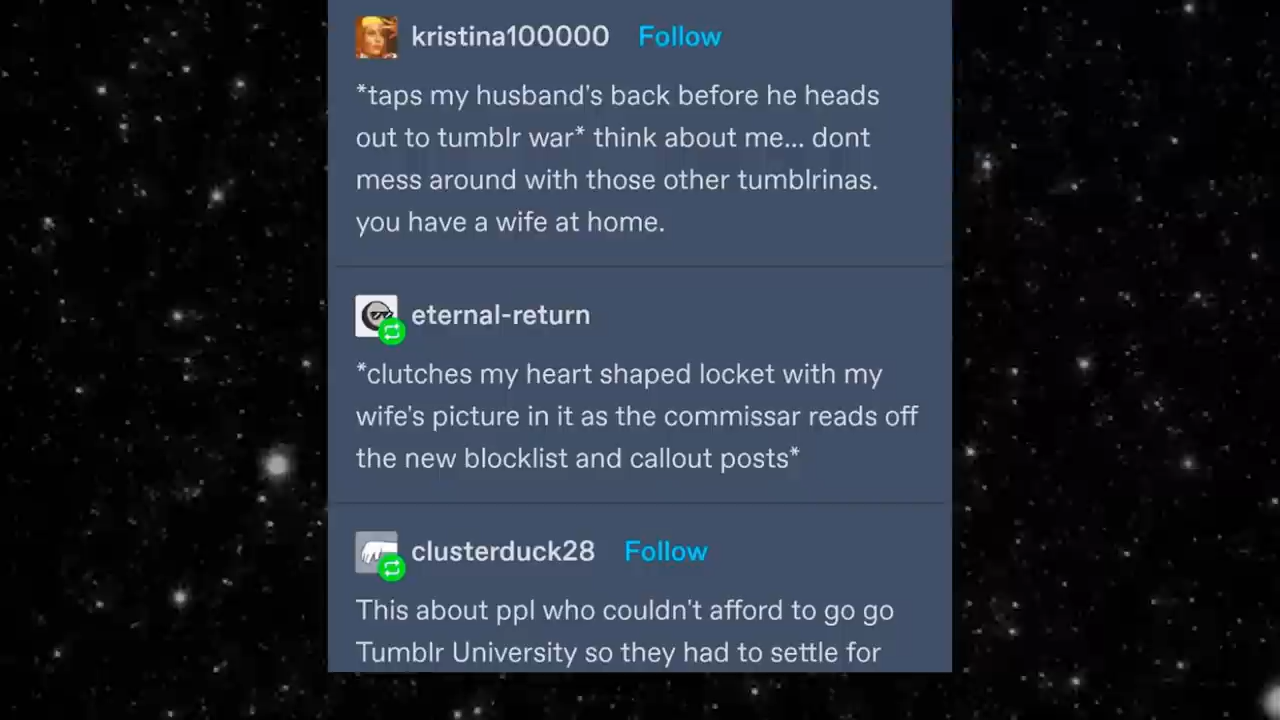 kristina100000 Follow
*taps my husband's back before he heads
out to tumblr war* think about me... dont
mess around with those other tumblrinas.
you have a wife at home.
eternal-return
*clutches my heart shaped locket with my
wife's picture in it as the commissar reads off
the new blocklist and callout posts*
clusterduck28 Follow
This about ppl who couldn't afford to go go
Tumblr University so they had to settle for